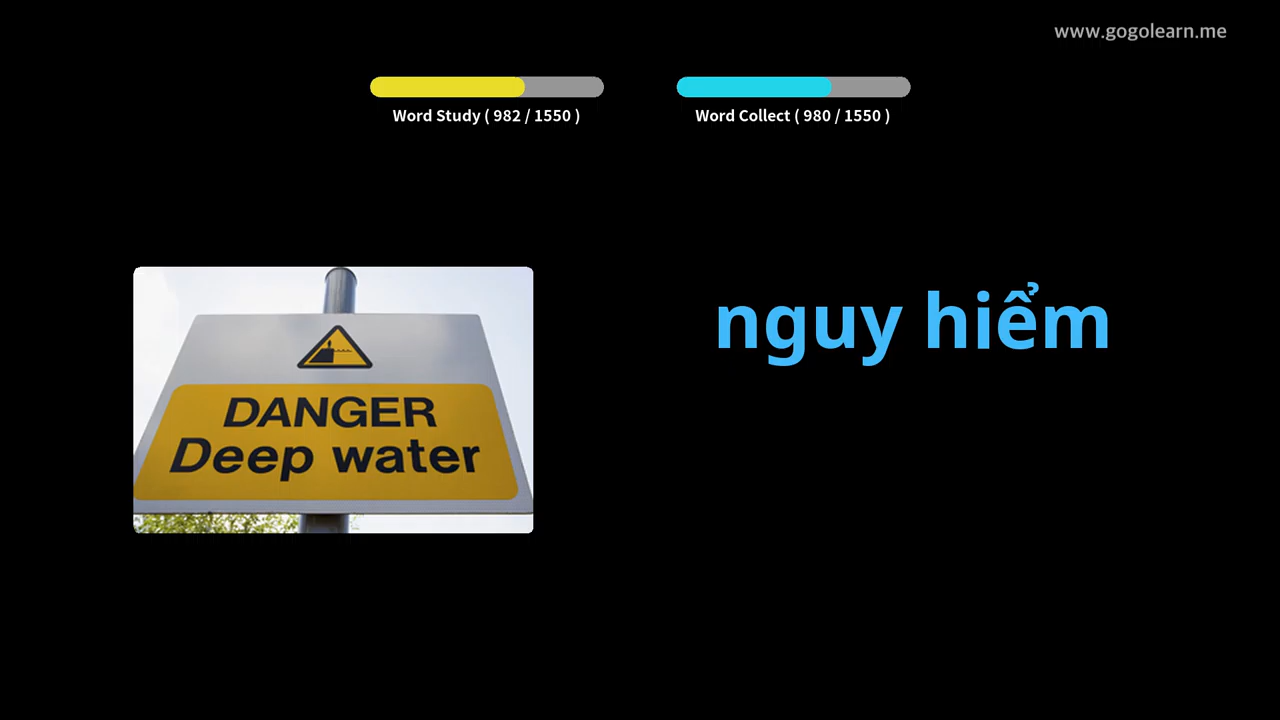 www.gogolearn.me
Word Study ( 982 / 1550 )
Word Collect ( 980 / 1550 )
DANGER
Deep water
nguy hiểm